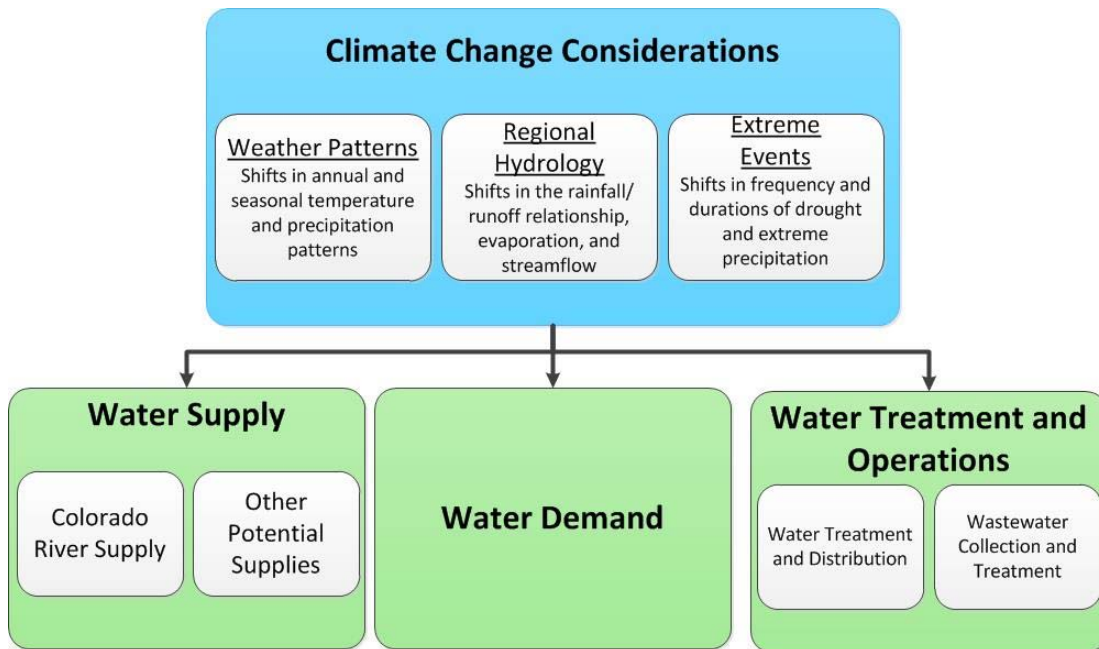 Climate Change Considerations
Weather Patterns
Shifts in annual and
seasonal temperature
and precipitation
patterns
Regional
Hydrology
Shifts in the rainfall/
runoff relationship,
evaporation, and
streamflow
Extreme
Events
Shifts in frequency and
durations of drought
and extreme
precipitation
Water Supply
Colorado
River Supply
Other
Potential
Supplies
Water Demand
Water Treatment and
Operations
Water Treatment
and Distribution
Wastewater
Collection and
Treatment